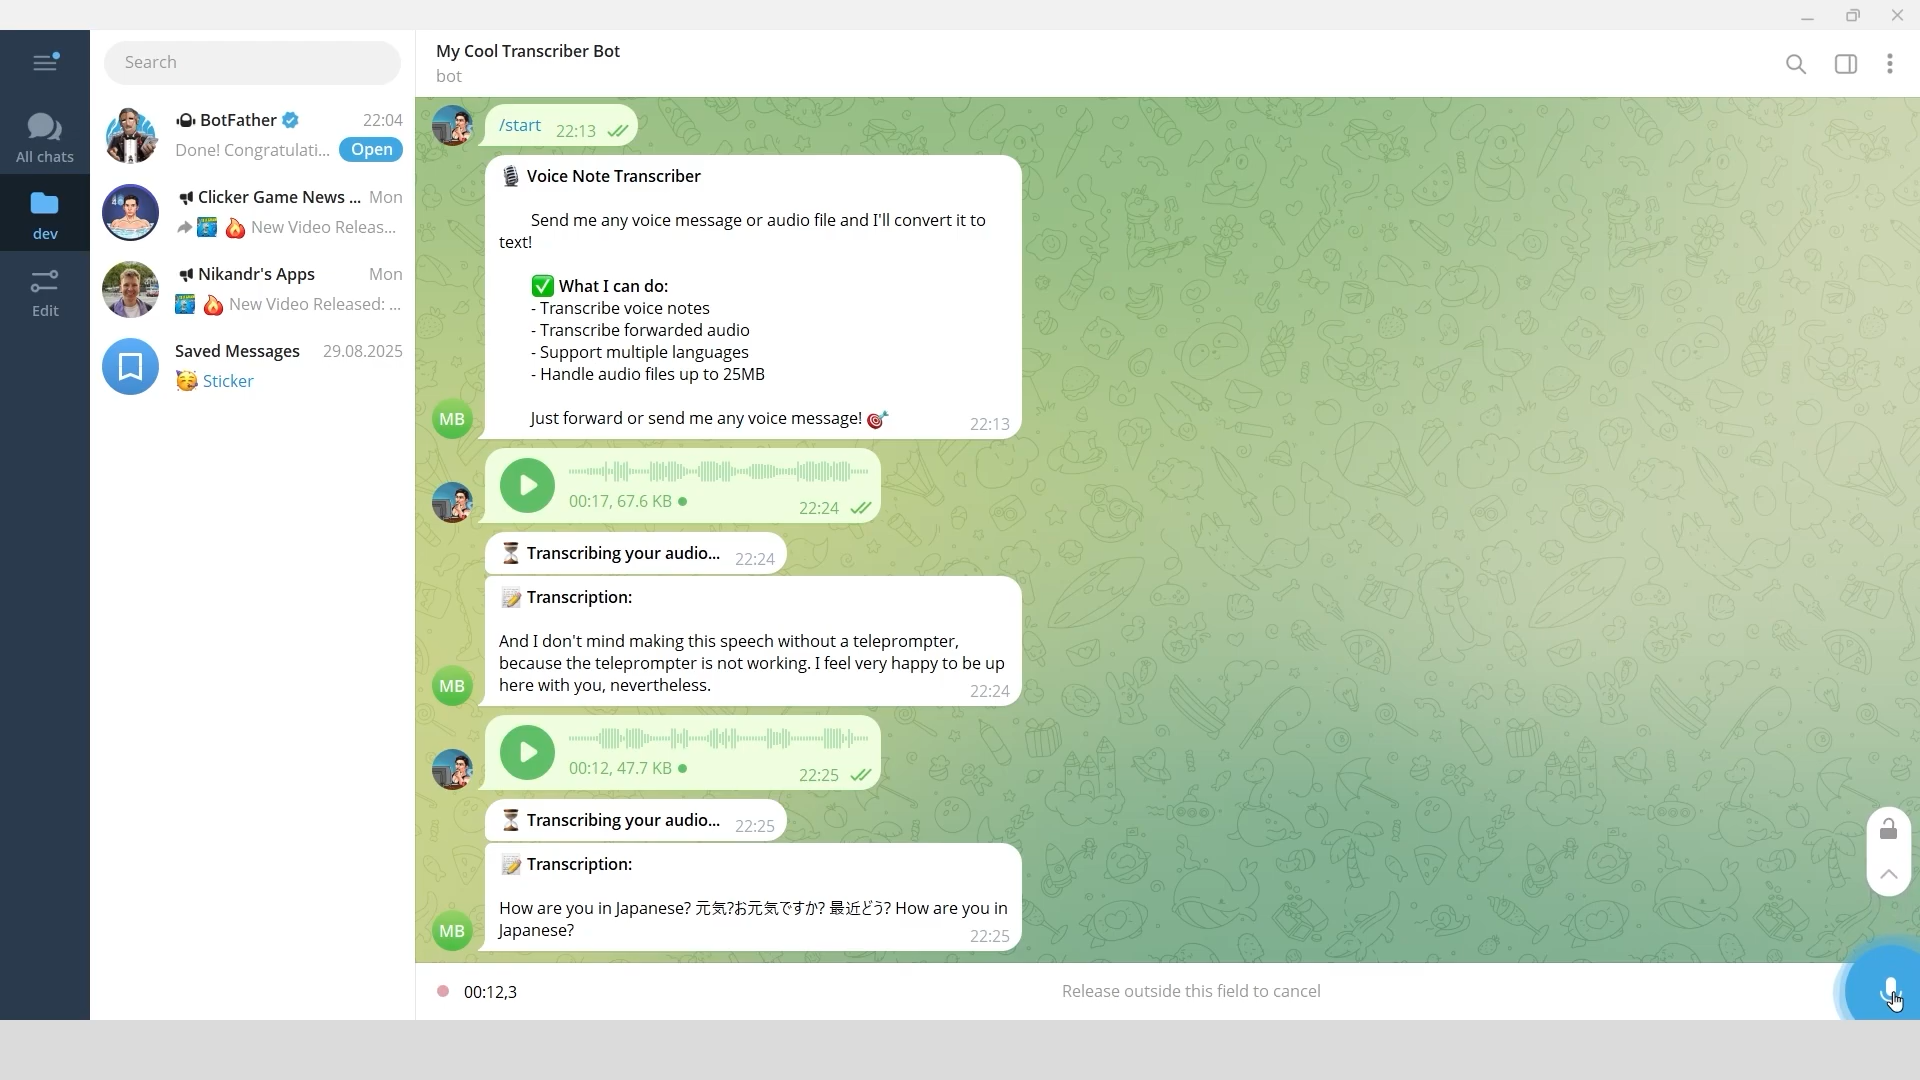 Search
All chats
dev
Edit
BotFather 22:04
Done! Congratulati... Open
Clicker Game News ... Mon
New Video Releas...
Nikandr's Apps Mon
New Video Released: ...
Saved Messages 29.08.2025
Sticker
My Cool Transcriber Bot
bot
/start 22:13
Voice Note Transcriber
Send me any voice message or audio file and I'll convert it to
text!
What I can do:
- Transcribe voice notes
- Transcribe forwarded audio
- Support multiple languages
- Handle audio files up to 25MB
Just forward or send me any voice message!
MB 22:13
00:17, 67.6 KB 22:24
Transcribing your audio... 22:24
Transcription:
And I don't mind making this speech without a teleprompter,
because the teleprompter is not working. I feel very happy to be up
here with you, nevertheless.
MB 22:24
00:12, 47.7 KB 22:25
Transcribing your audio... 22:25
Transcription:
How are you in Japanese? 元気?お元気ですか? 最近どう? How are you in
Japanese?
MB 22:25
00:12,3 Release outside this field to cancel